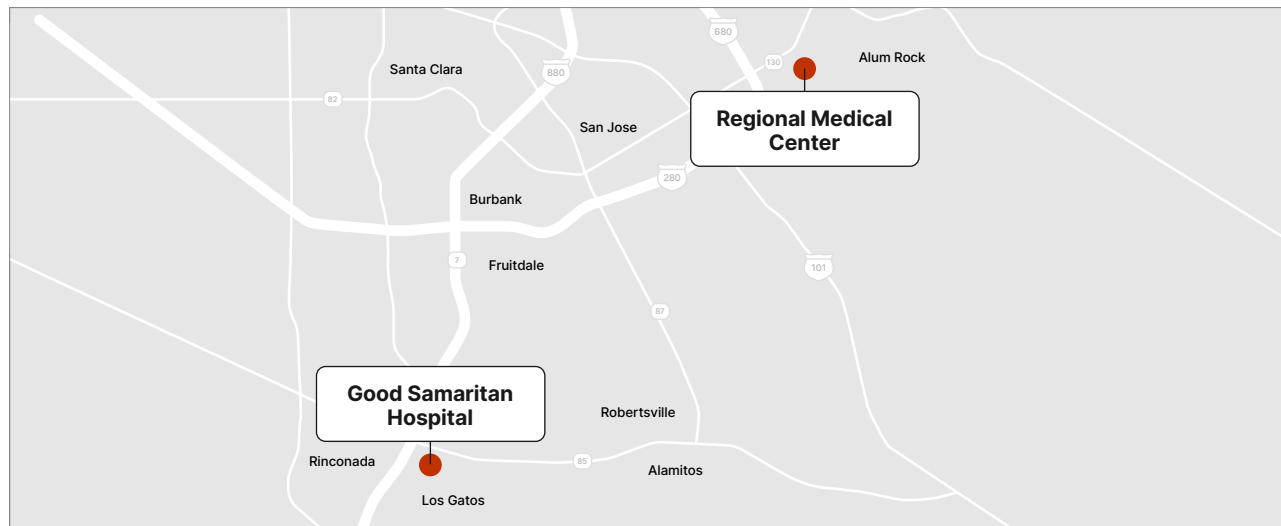 680
130
Alum Rock
Santa Clara
880
82
Regional Medical
Center
San Jose
280
Burbank
7
Fruitdale
101
87
Good Samaritan
Hospital
Robertsville
Rinconada
85
Alamitos
Los Gatos